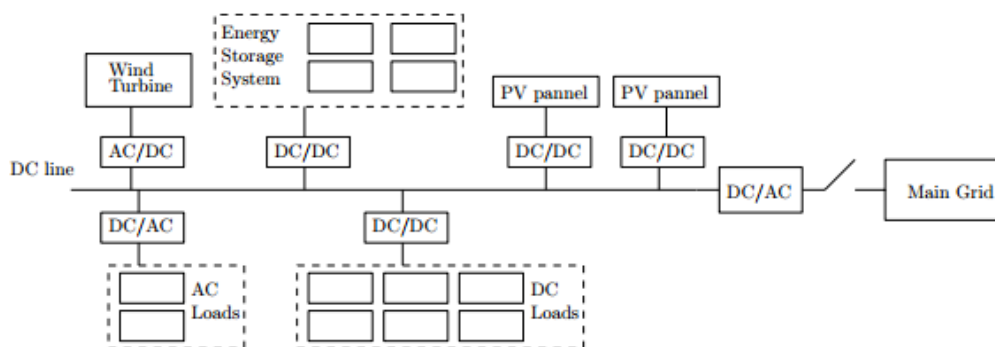 Energy
Storage
System
Wind
Turbine
PV pannel
PV pannel
AC/DC
DC/DC
DC/DC
DC/DC
DC line
DC/AC
Main Grid
DC/AC
DC/DC
AC
Loads
DC
Loads